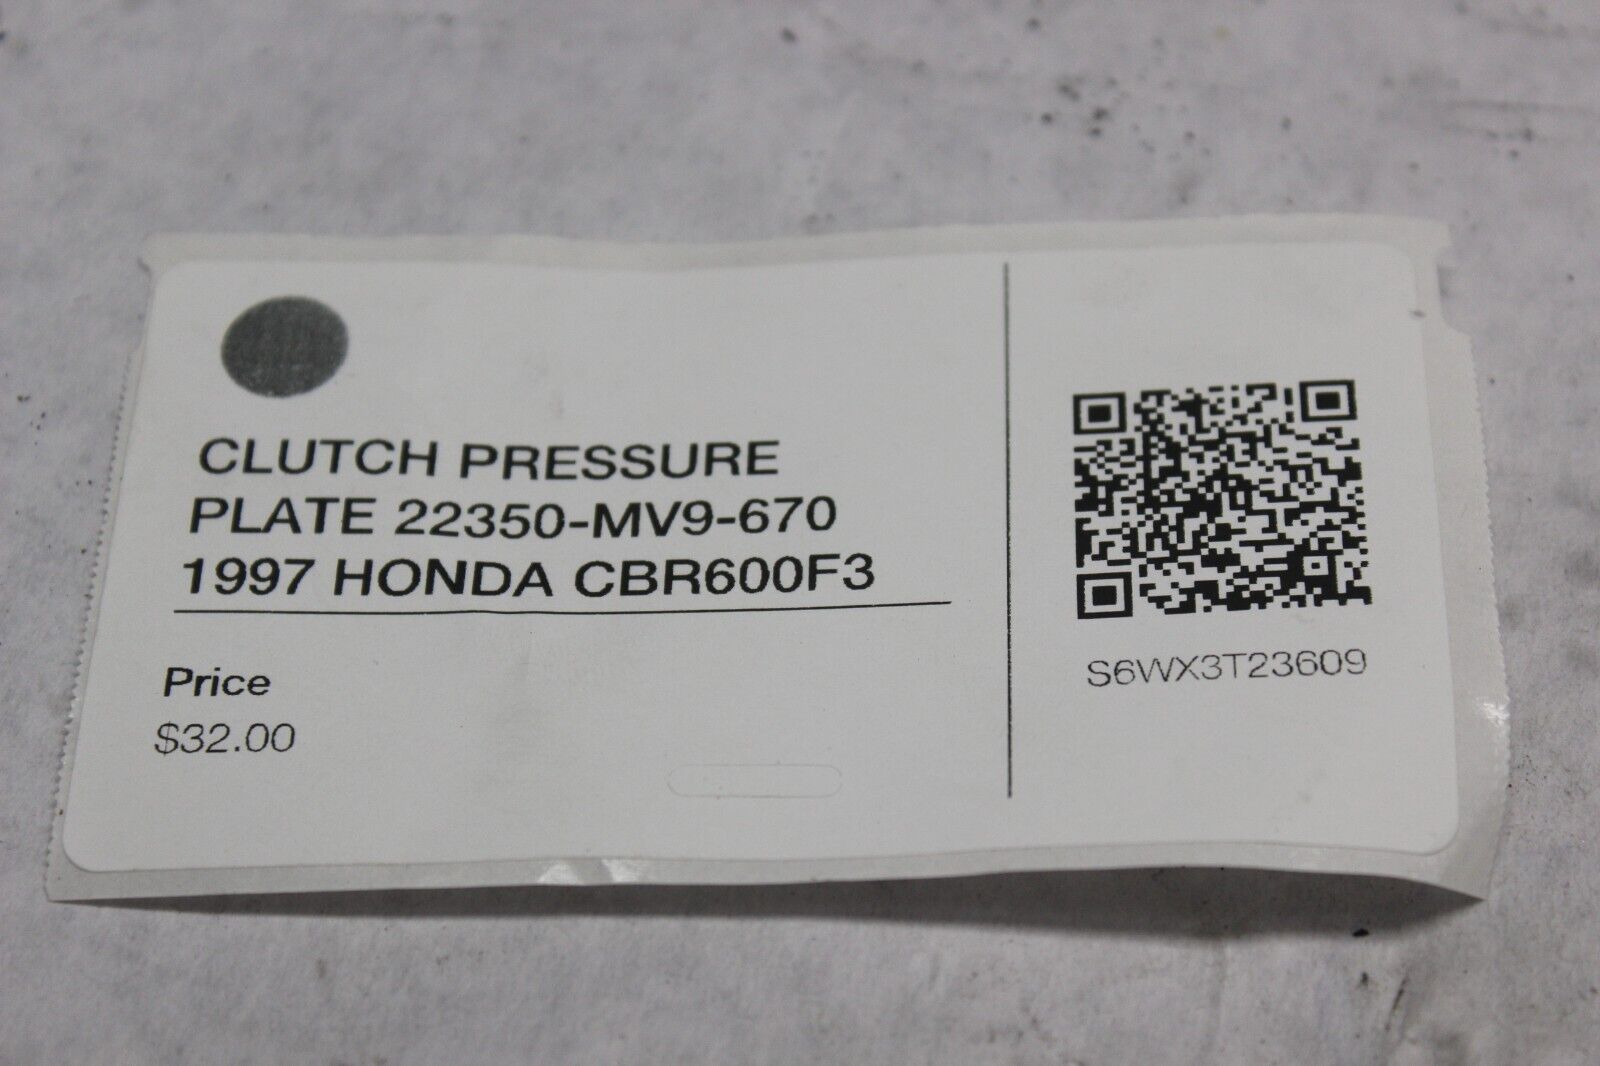 CLUTCH PRESSURE
PLATE 22350-MV9-670
1997 HONDA CBR600F3
Price
$32.00
S6WX3T23609